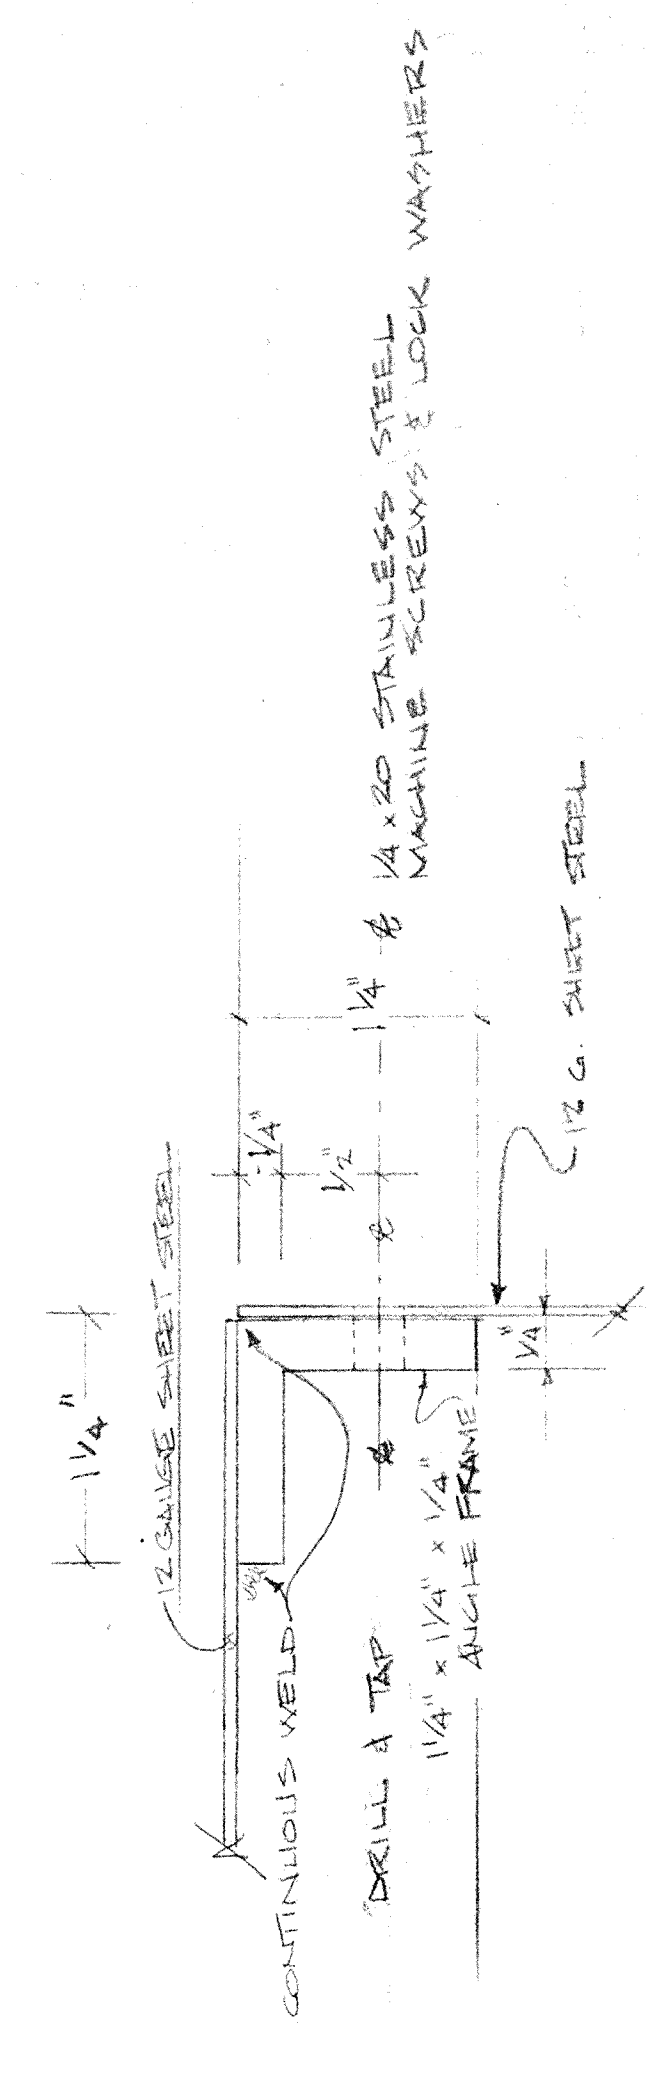 1 1/4"
12 GAUGE SHEET STEEL
1/4"
1/2"
℄
1 1/4"
℄ 1/4 x 20 STAINLESS STEEL
MACHINE SCREWS & LOCK WASHERS
CONTINUOUS WELD
DRILL & TAP
℄
1 1/4" x 1 1/4" x 1/4"
ANGLE FRAME
1/4"
12 G. SHEET STEEL